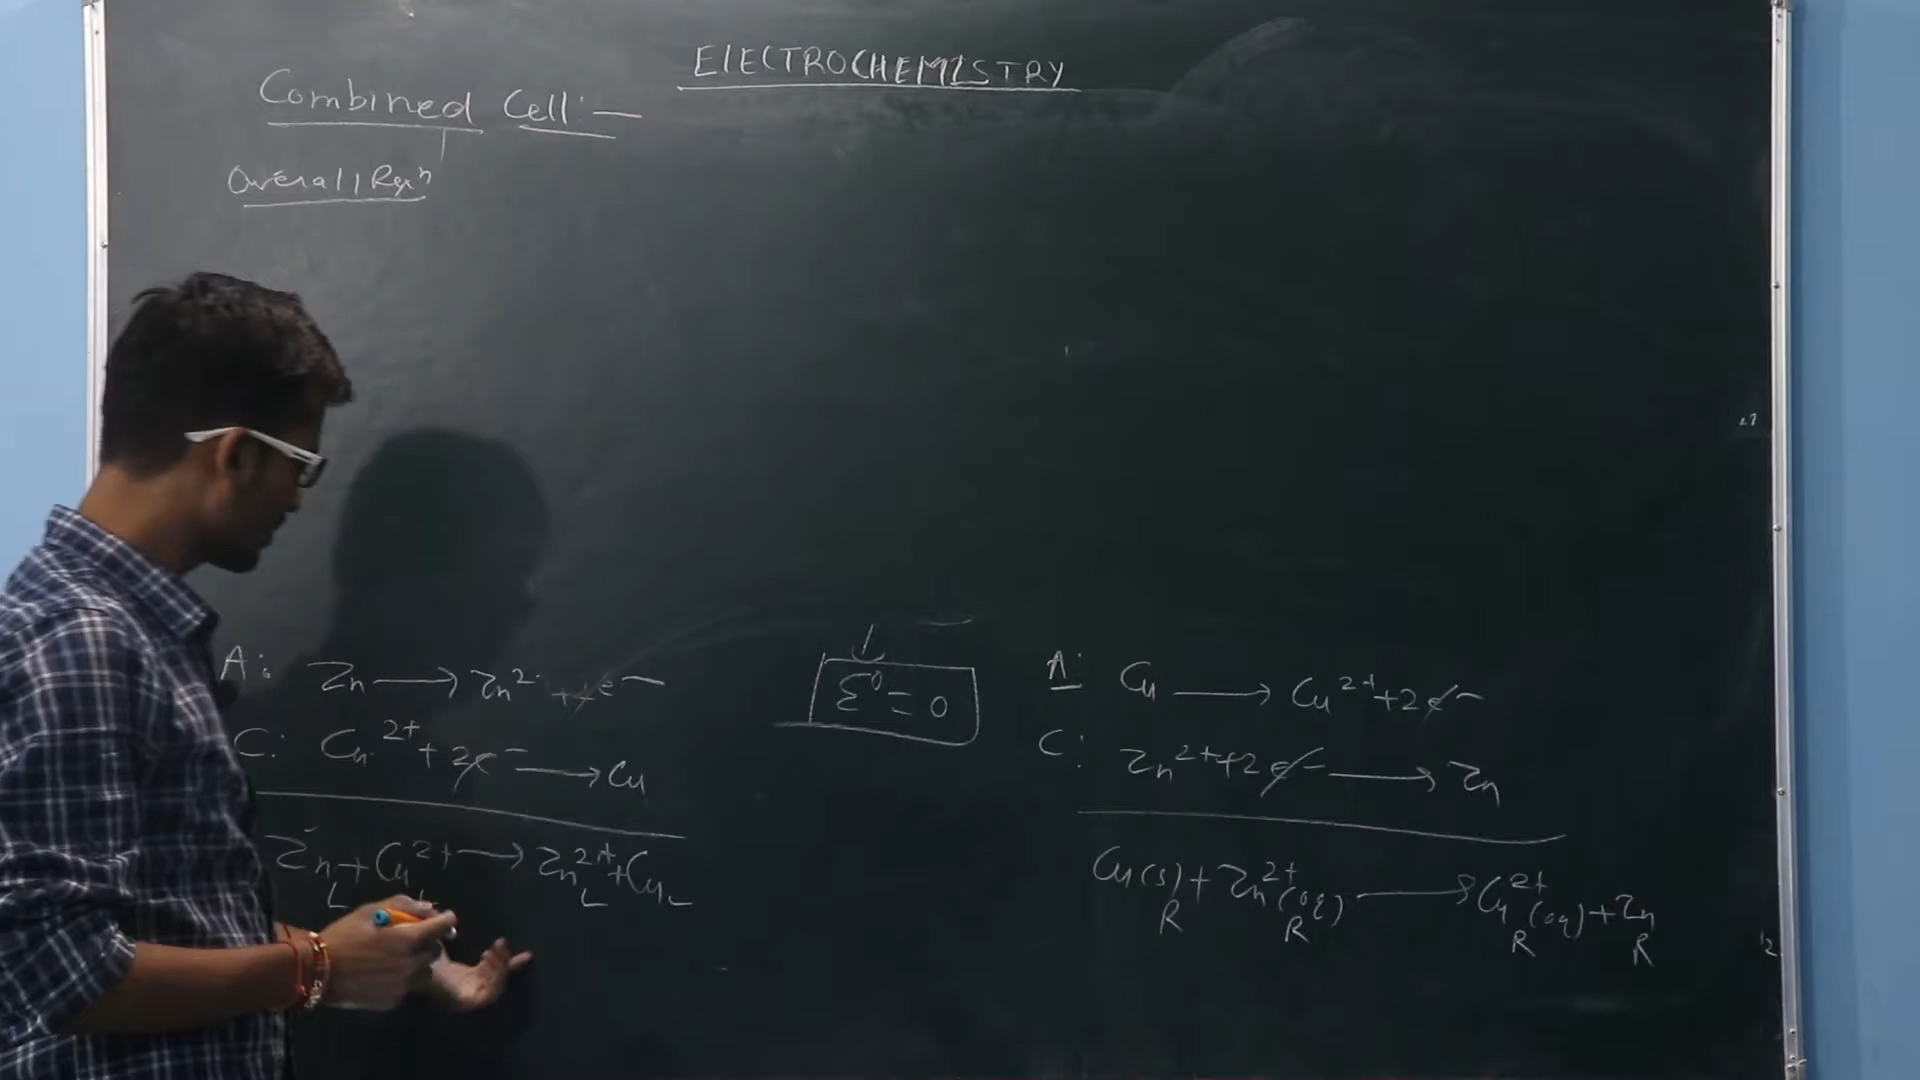 ELECTROCHEMISTRY
Combined Cell:—
Overall Rxⁿ
A: Zn → Zn²⁺ + 2e⁻
C: Cu²⁺ + 2e⁻ → Cu
Zn + Cu²⁺ → Zn²⁺ + Cu
L L L
Ɛ⁰ = 0
A: Cu → Cu²⁺ + 2e⁻
C: Zn²⁺ + 2e⁻ → Zn
Cu(s) + Zn²⁺(aq) → Cu²⁺(aq) + Zn
R R R R